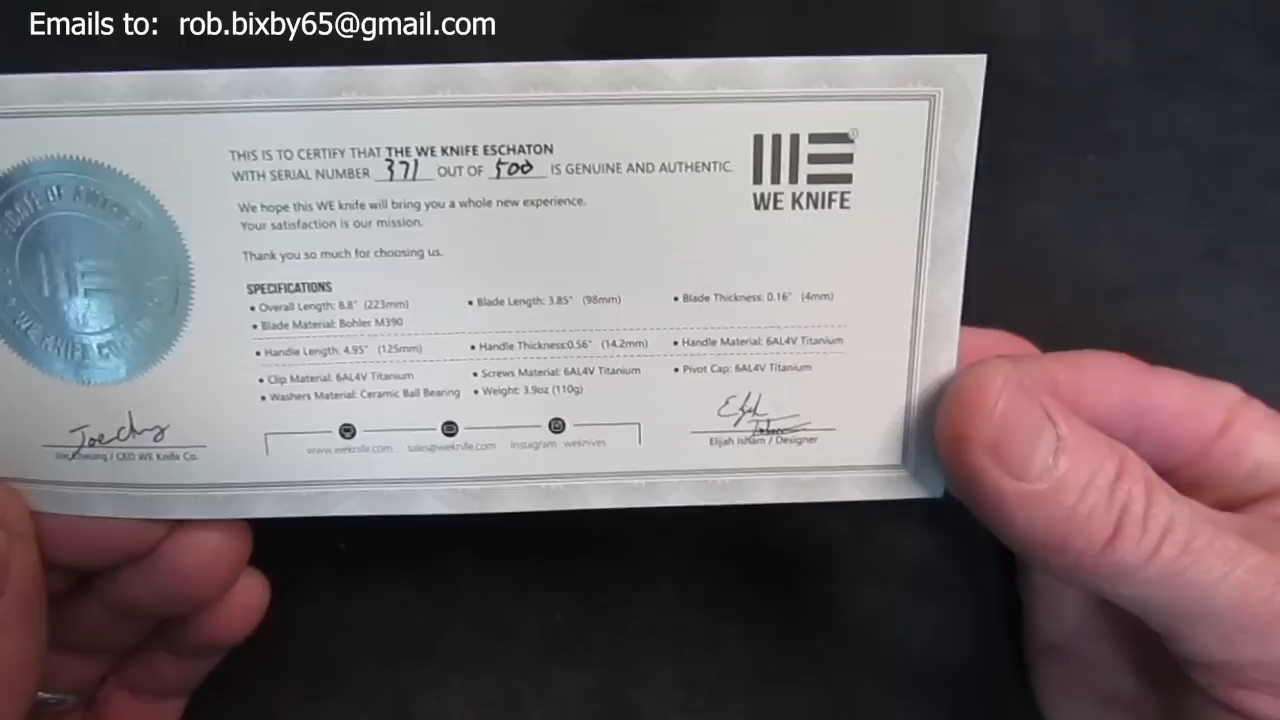 Emails to: rob.bixby65@gmail.com
THIS IS TO CERTIFY THAT THE WE KNIFE ESCHATON
WITH SERIAL NUMBER 371 OUT OF 500 IS GENUINE AND AUTHENTIC
WE KNIFE
We hope this WE knife will bring you a whole new experience.
Your satisfaction is our mission.
Thank you so much for choosing us.
SPECIFICATIONS
• Overall Length: 8.8" (223mm)
• Blade Length: 3.85" (98mm)
• Blade Thickness: 0.16" (4mm)
• Blade Material: Bohler M390
• Handle Length: 4.95" (125mm)
• Handle Thickness:0.56" (14.2mm)
• Handle Material: 6AL4V Titanium
• Clip Material: 6AL4V Titanium
• Screws Material: 6AL4V Titanium
• Pivot Cap: 6AL4V Titanium
• Washers Material: Ceramic Ball Bearing
• Weight: 3.9oz (110g)
www.weknife.com
sales@weknife.com
Instagram: weknives
/ CEO WE Knife Co.
Elijah Isham / Designer
WE KNIFE